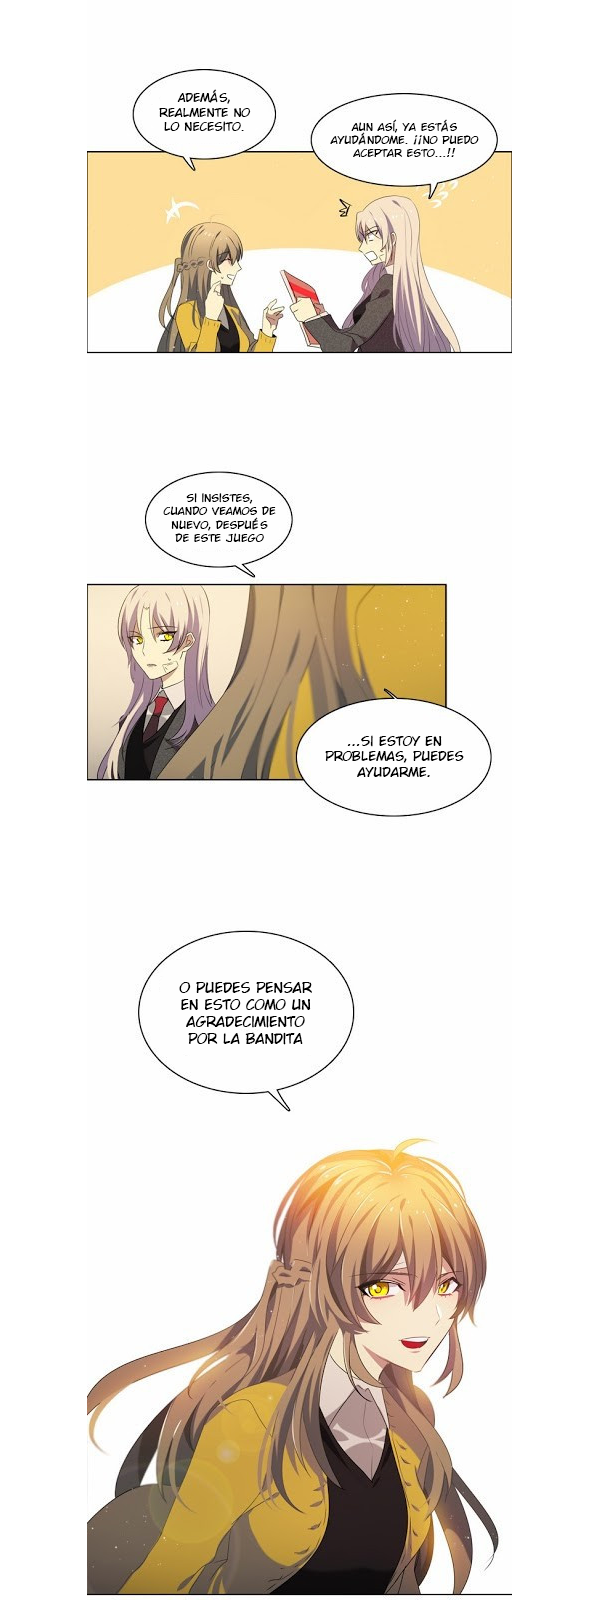 ADEMÁS,
REALMENTE NO
LO NECESITO.
AUN ASÍ, YA ESTÁS
AYUDÁNDOME. ¡¡NO PUEDO
ACEPTAR ESTO...!!
SI INSISTES,
CUANDO VEAMOS DE
NUEVO, DESPUÉS
DE ESTE JUEGO
...SI ESTOY EN
PROBLEMAS, PUEDES
AYUDARME.
O PUEDES PENSAR
EN ESTO COMO UN
AGRADECIMIENTO
POR LA BANDITA